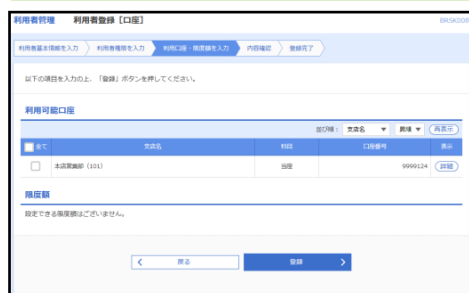 利用者管理 利用者登録［口座］ BRSK008
利用者基本情報を入力 利用者権限を入力 利用口座・限度額を入力 内容確認 登録完了
以下の項目を入力の上、「登録」ボタンを押してください。
利用可能口座
並び順： 支店名 昇順 再表示
全て 支店名 科目 口座番号 表示
本店営業部（101） 当座 9999124 詳細
限度額
設定できる限度額はございません。
戻る 登録